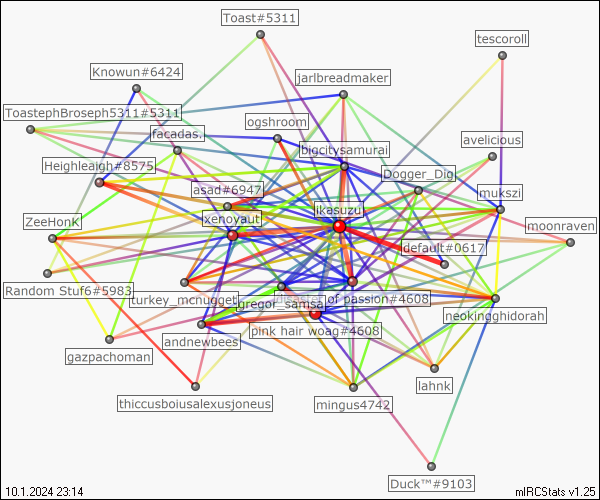 Toast#5311
tescoroll
Knowun#6424
jarlbreadmaker
ToastephBroseph5311#5311
ogshroom
facadas.
avelicious
bigcitysamurai
Heighleaigh#8575
Dogger_Dig
asad#6947
jmukszi
xenoyaut
ikasuzu
moonraven
ZeeHonk
default#0617
Random Stuf6#5983
turkey_mcnugget
gregor_samsa
of passion#4608
neokingghidorah
pink hair woag#4608
andnewbees
gazpachoman
lahnk
thiccusboiusalexusjoneus
mingus4742
Duck™#9103
10.1.2024 23:14
mIRCStats v1.25